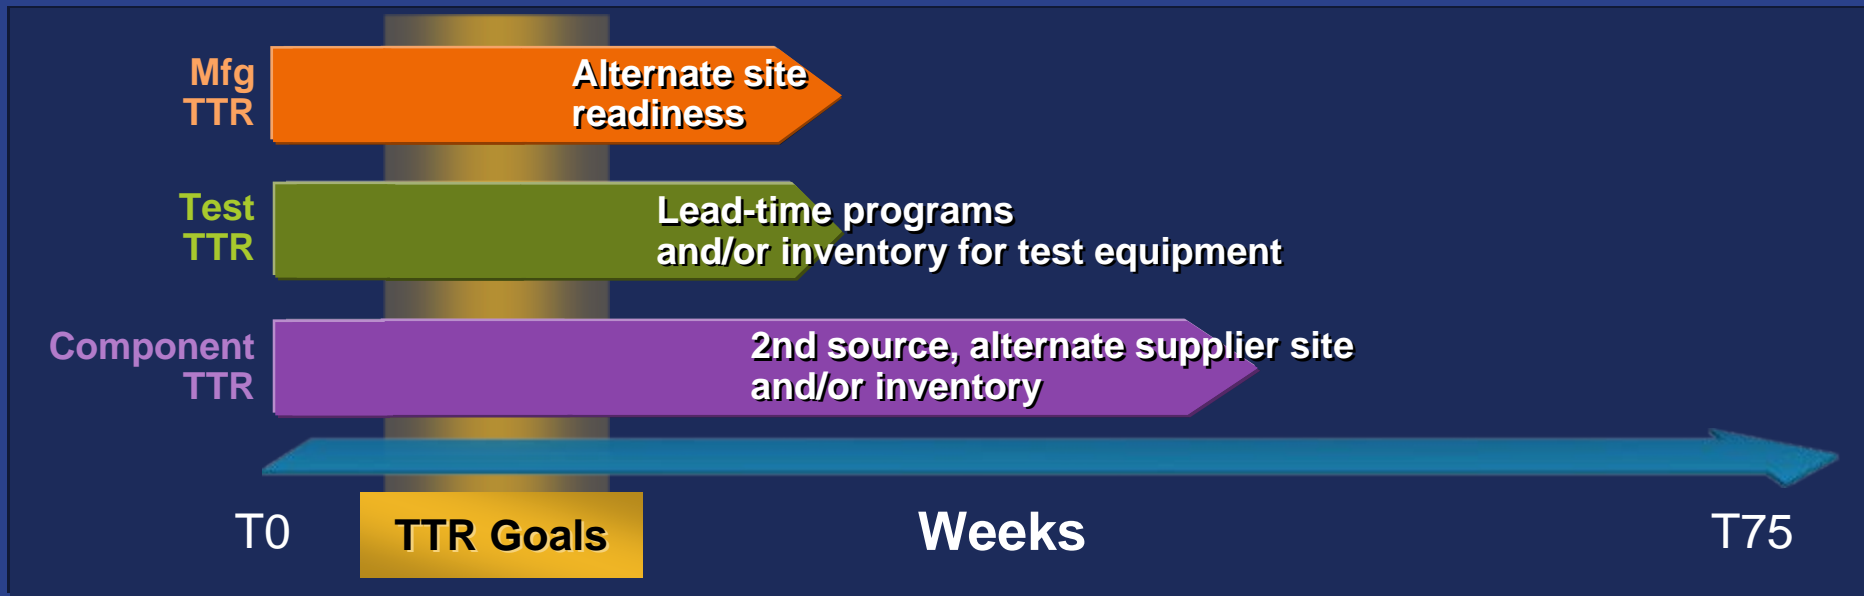 Mfg
TTR
Alternate site
readiness
Test
TTR
Lead-time programs
and/or inventory for test equipment
Component
TTR
2nd source, alternate supplier site
and/or inventory
T0
TTR Goals
Weeks
T75